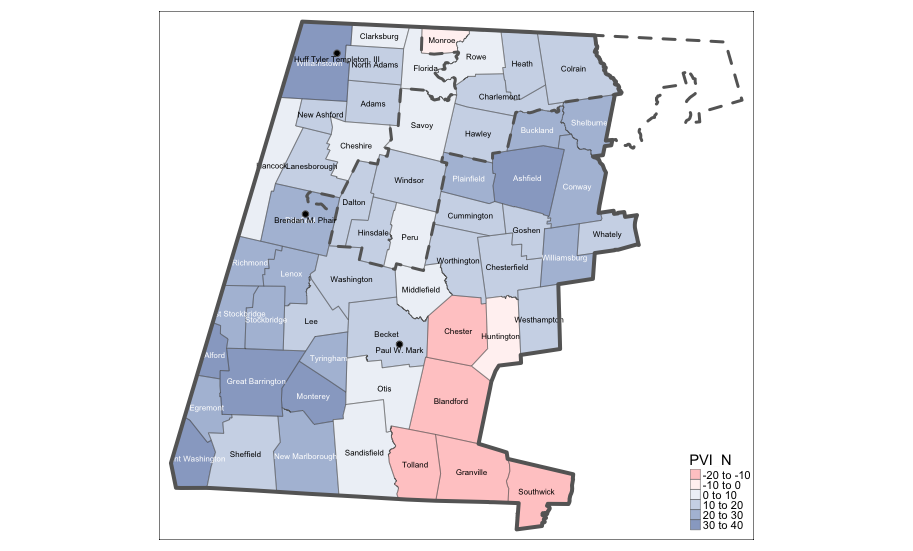 Clarksburg
Monroe
Rowe
Heath
Colrain
Huff Tyler Templeton, III
Williamstown
North Adams
Florida
Charlemont
Adams
New Ashford
Savoy
Hawley
Buckland
Shelburne
Cheshire
Hancock
Lanesborough
Windsor
Plainfield
Ashfield
Conway
Dalton
Brendan M. Phair
Hinsdale
Peru
Cummington
Goshen
Whately
Richmond
Lenox
Washington
Worthington
Chesterfield
Williamsburg
Middlefield
t Stockbridge
Stockbridge
Lee
Becket
Paul W. Mark
Chester
Huntington
Westhampton
Alford
Tyringham
Great Barrington
Monterey
Otis
Blandford
Egremont
nt Washington
Sheffield
New Marlborough
Sandisfield
Tolland
Granville
Southwick
PVI N
-20 to -10
-10 to 0
0 to 10
10 to 20
20 to 30
30 to 40